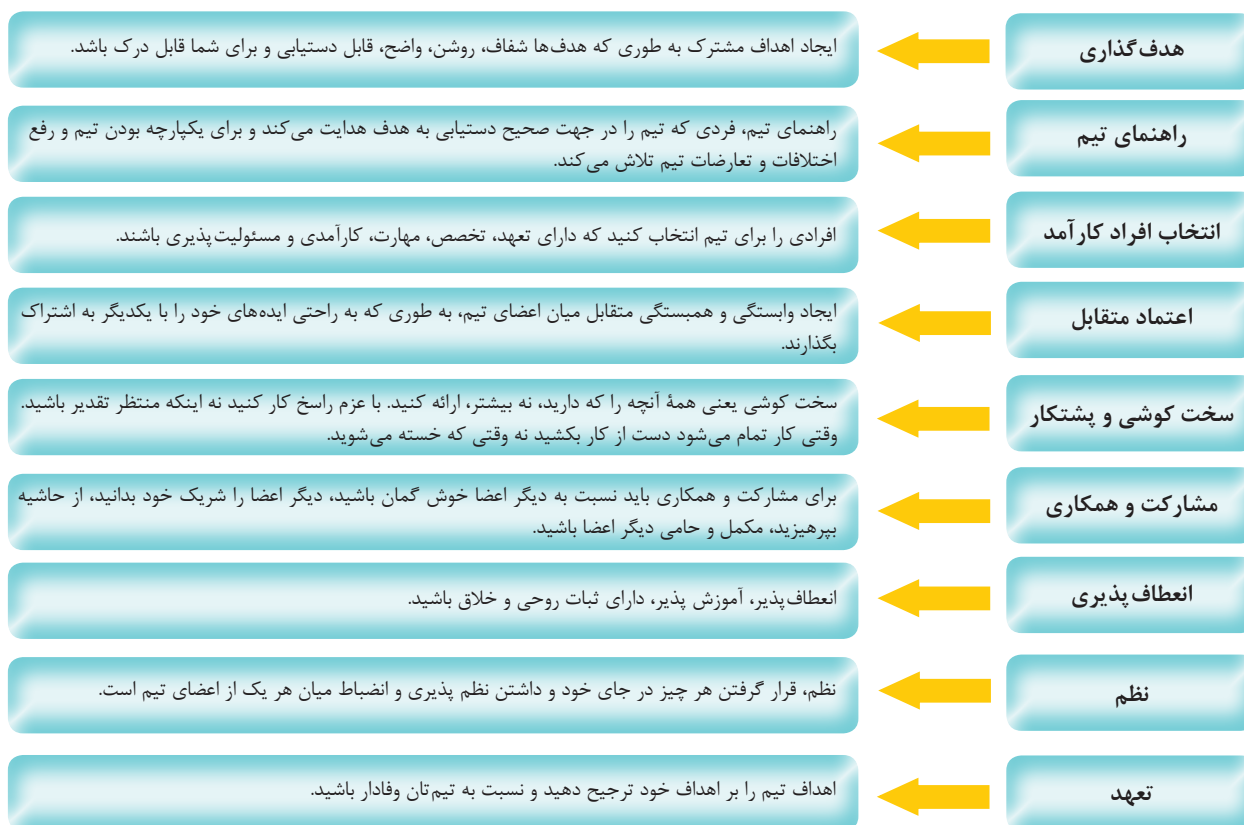 هدف‌گذاری
ایجاد اهداف مشترک به طوری که هدف‌ها شفاف، روشن، واضح، قابل دستیابی و برای شما قابل درک باشد.
راهنمای تیم
راهنمای تیم، فردی که تیم را در جهت صحیح دستیابی به هدف هدایت می‌کند و برای یکپارچه بودن تیم و رفع
اختلافات و تعارضات تیم تلاش می‌کند.
انتخاب افراد کارآمد
افرادی را برای تیم انتخاب کنید که دارای تعهد، تخصص، مهارت، کارآمدی و مسئولیت‌پذیری باشند.
اعتماد متقابل
ایجاد وابستگی و همبستگی متقابل میان اعضای تیم، به طوری که به راحتی ایده‌های خود را با یکدیگر به اشتراک
بگذارند.
سخت کوشی و پشتکار
سخت کوشی یعنی همهٔ آنچه را که دارید، نه بیشتر، ارائه کنید. با عزم راسخ کار کنید نه اینکه منتظر تقدیر باشید.
وقتی کار تمام می‌شود دست از کار بکشید نه وقتی که خسته می‌شوید.
مشارکت و همکاری
برای مشارکت و همکاری باید نسبت به دیگر اعضا خوش گمان باشید، دیگر اعضا را شریک خود بدانید، از حاشیه
بپرهیزید، مکمل و حامی دیگر اعضا باشید.
انعطاف‌پذیری
انعطاف‌پذیر، آموزش پذیر، دارای ثبات روحی و خلاق باشید.
نظم
نظم، قرار گرفتن هر چیز در جای خود و داشتن نظم پذیری و انضباط میان هر یک از اعضای تیم است.
تعهد
اهداف تیم را بر اهداف خود ترجیح دهید و نسبت به تیم‌تان وفادار باشید.